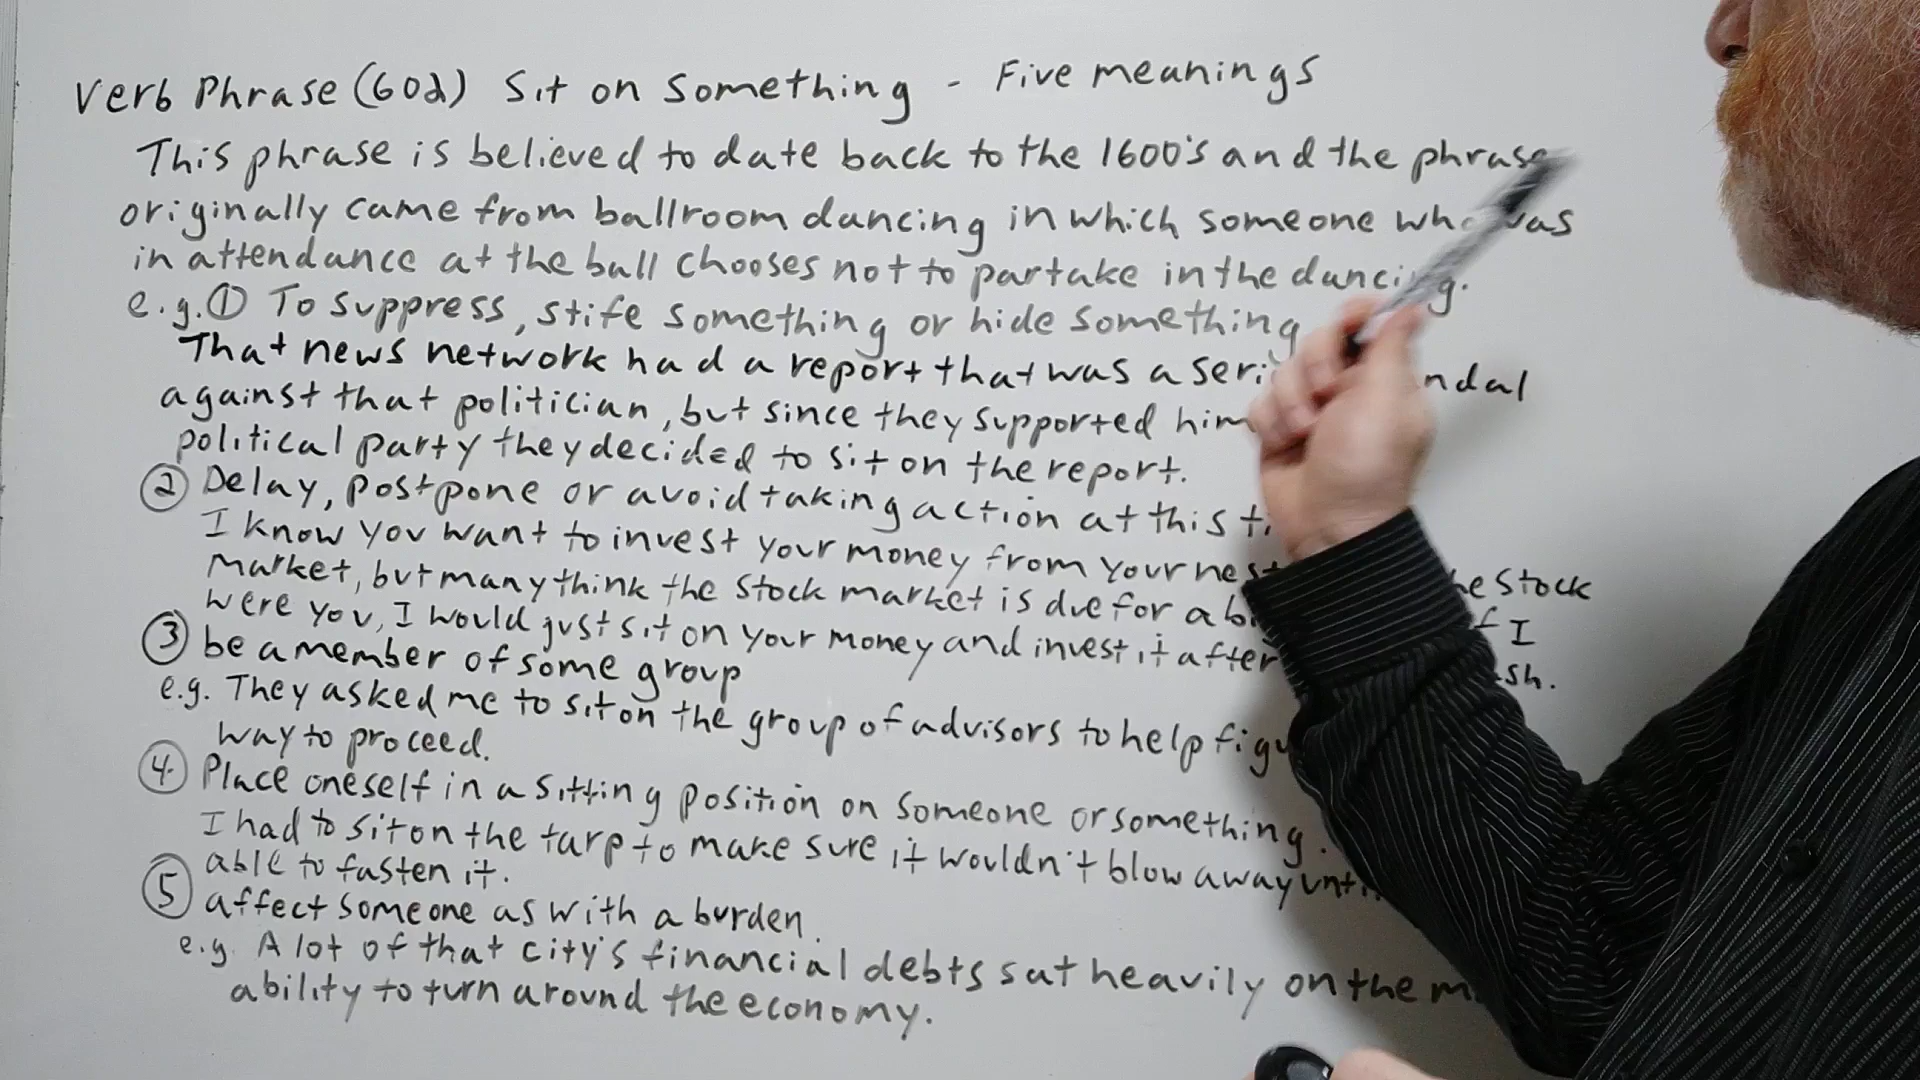 Verb Phrase (602) Sit on Something - Five meanings
This phrase is believed to date back to the 1600's and the phrase
originally came from ballroom dancing in which someone who was
in attendance at the ball chooses not to partake in the dancing.
e.g. ① To suppress, stife something or hide something
That news network had a report that was a
against that politician, but since they supported him
political party they decided to sit on the report.
② Delay, postpone or avoid taking action at this
I know you want to invest your money from your nest he Stock
Market, but many think the stock market is due for a If I
were you, I would just sit on your money and invest it after
③ be a member of some group
e.g. They asked me to sit on the group of advisors to help
way to proceed.
④ Place oneself in a sitting position on someone or something.
I had to sit on the tarp to make sure it wouldn't blow away
able to fasten it.
⑤ affect someone as with a burden.
e.g. A lot of that city's financial debts sat heavily on the
ability to turn around the economy.